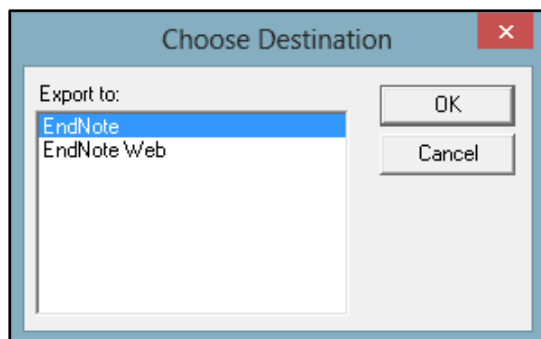 Choose Destination
Export to:
EndNote
EndNote Web
OK
Cancel